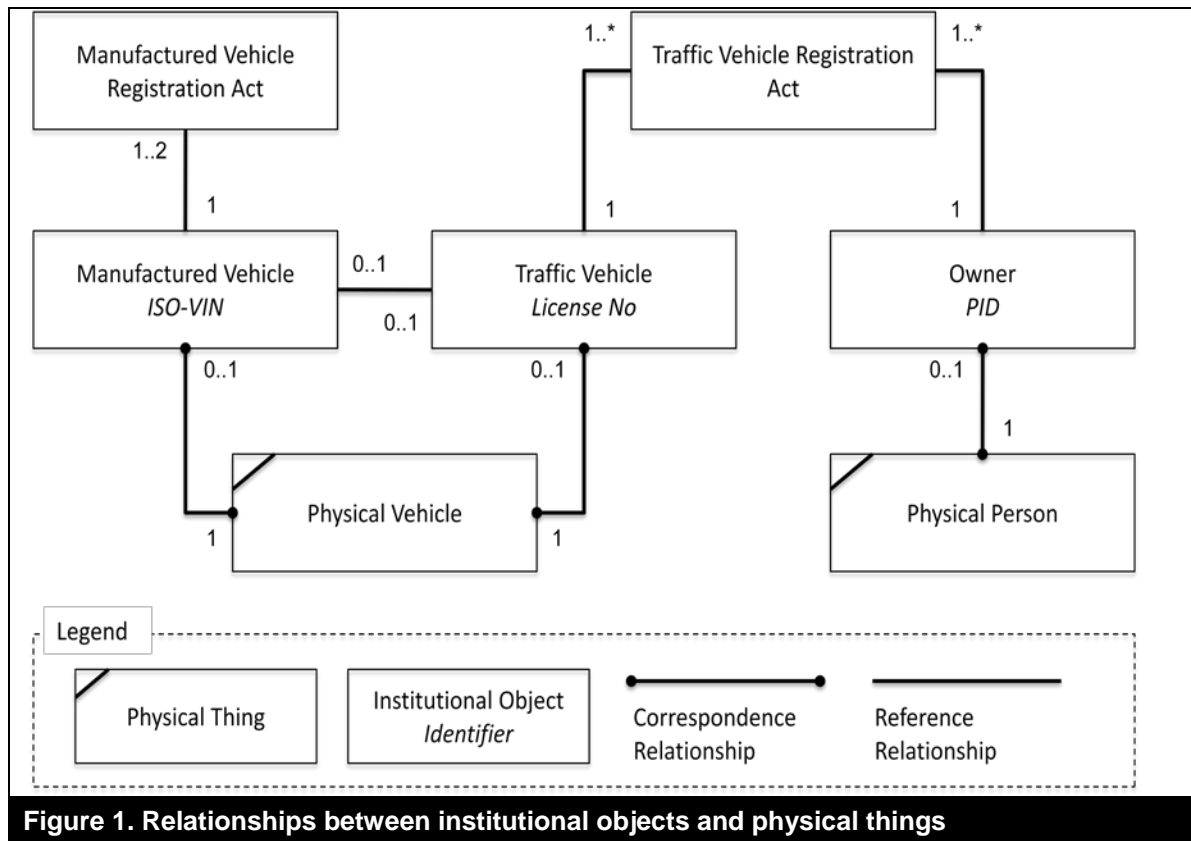 Manufactured Vehicle
Registration Act
1..*
Traffic Vehicle Registration
Act
1..*
1..2
1
1
1
Manufactured Vehicle
ISO-VIN
0..1
0..1
Traffic Vehicle
License No
Owner
PID
0..1
0..1
0..1
1
Physical Vehicle
1
1
Physical Person
Legend
Physical Thing
Institutional Object
Identifier
Correspondence
Relationship
Reference
Relationship
Figure 1. Relationships between institutional objects and physical things